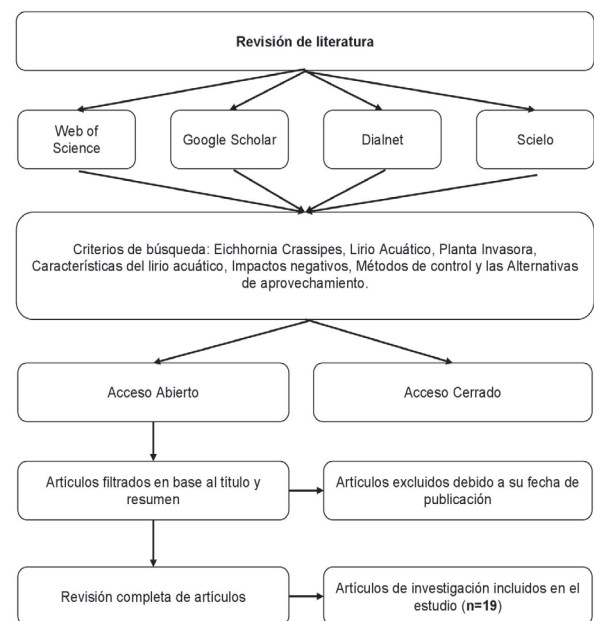 Revisión de literatura
Web of
Science
Google Scholar
Dialnet
Scielo
Criterios de búsqueda: Eichhornia Crassipes, Lirio Acuático, Planta Invasora,
Características del lirio acuático, Impactos negativos, Métodos de control y las Alternativas
de aprovechamiento.
Acceso Abierto
Acceso Cerrado
Artículos filtrados en base al título y
resumen
Artículos excluidos debido a su fecha de
publicación
Revisión completa de artículos
Artículos de investigación incluidos en el
estudio (n=19)